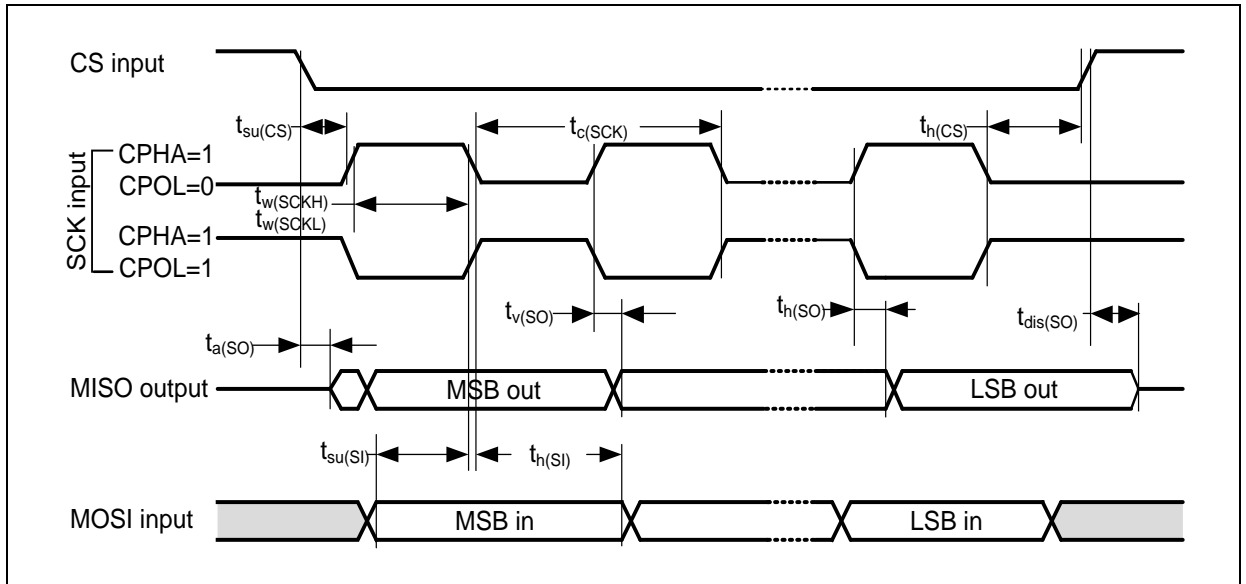 CS input
tsu(CS)
tc(SCK)
th(CS)
SCK input
CPHA=1
CPOL=0
tw(SCKH)
tw(SCKL)
CPHA=1
CPOL=1
tv(SO)
th(SO)
tdis(SO)
ta(SO)
MISO output
MSB out
LSB out
tsu(SI)
th(SI)
MOSI input
MSB in
LSB in